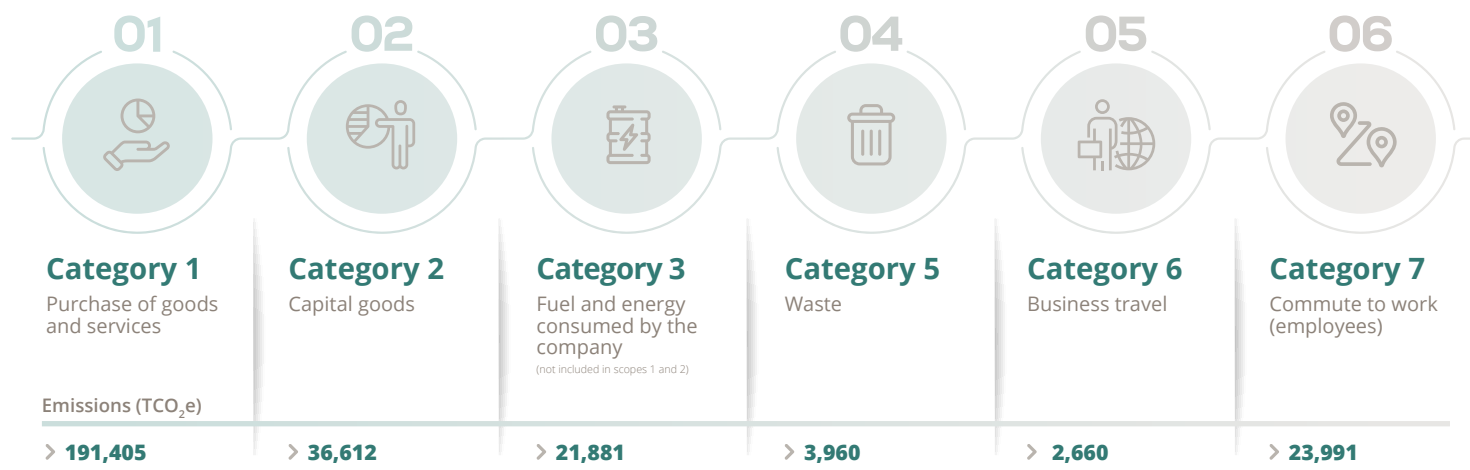 01 02 03 04 05 06
Category 1
Purchase of goods
and services
Category 2
Capital goods
Category 3
Fuel and energy
consumed by the
company
(not included in scopes 1 and 2)
Category 5
Waste
Category 6
Business travel
Category 7
Commute to work
(employees)
Emissions (TCO₂e)
191,405 36,612 21,881 3,960 2,660 23,991